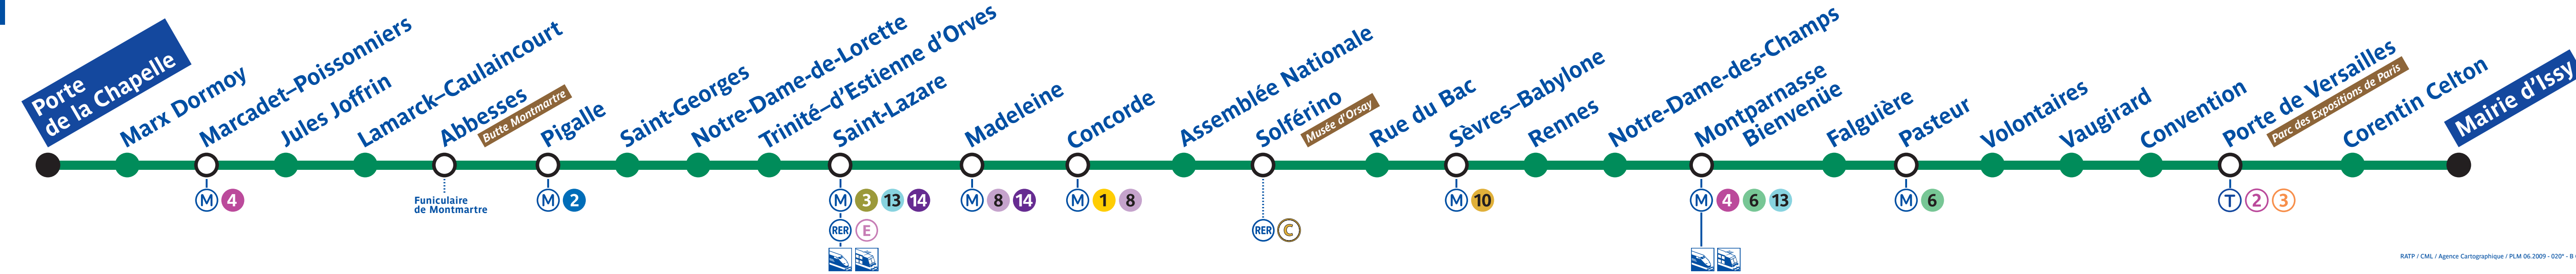 Porte
de la Chapelle
Marx Dormoy
Marcadet–Poissonniers
Jules Joffrin
Lamarck–Caulaincourt
Abbesses
Butte Montmartre
Pigalle
Saint-Georges
Notre-Dame-de-Lorette
Trinité–d'Estienne d'Orves
Saint-Lazare
Madeleine
Concorde
Assemblée Nationale
Solférino
Musée d'Orsay
Rue du Bac
Sèvres–Babylone
Rennes
Notre-Dame-des-Champs
Montparnasse
Bienvenüe
Falguière
Pasteur
Volontaires
Vaugirard
Convention
Porte de Versailles
Parc des Expositions de Paris
Corentin Celton
Mairie d'Issy
M 4
Funiculaire
de Montmartre
M 2
M 3 13 14
RER E
M 8 14
M 1 8
RER C
M 10
M 4 6 13
M 6
T 2 3
RATP / CML / Agence Cartographique / PLM 06.2009 - 020" - B